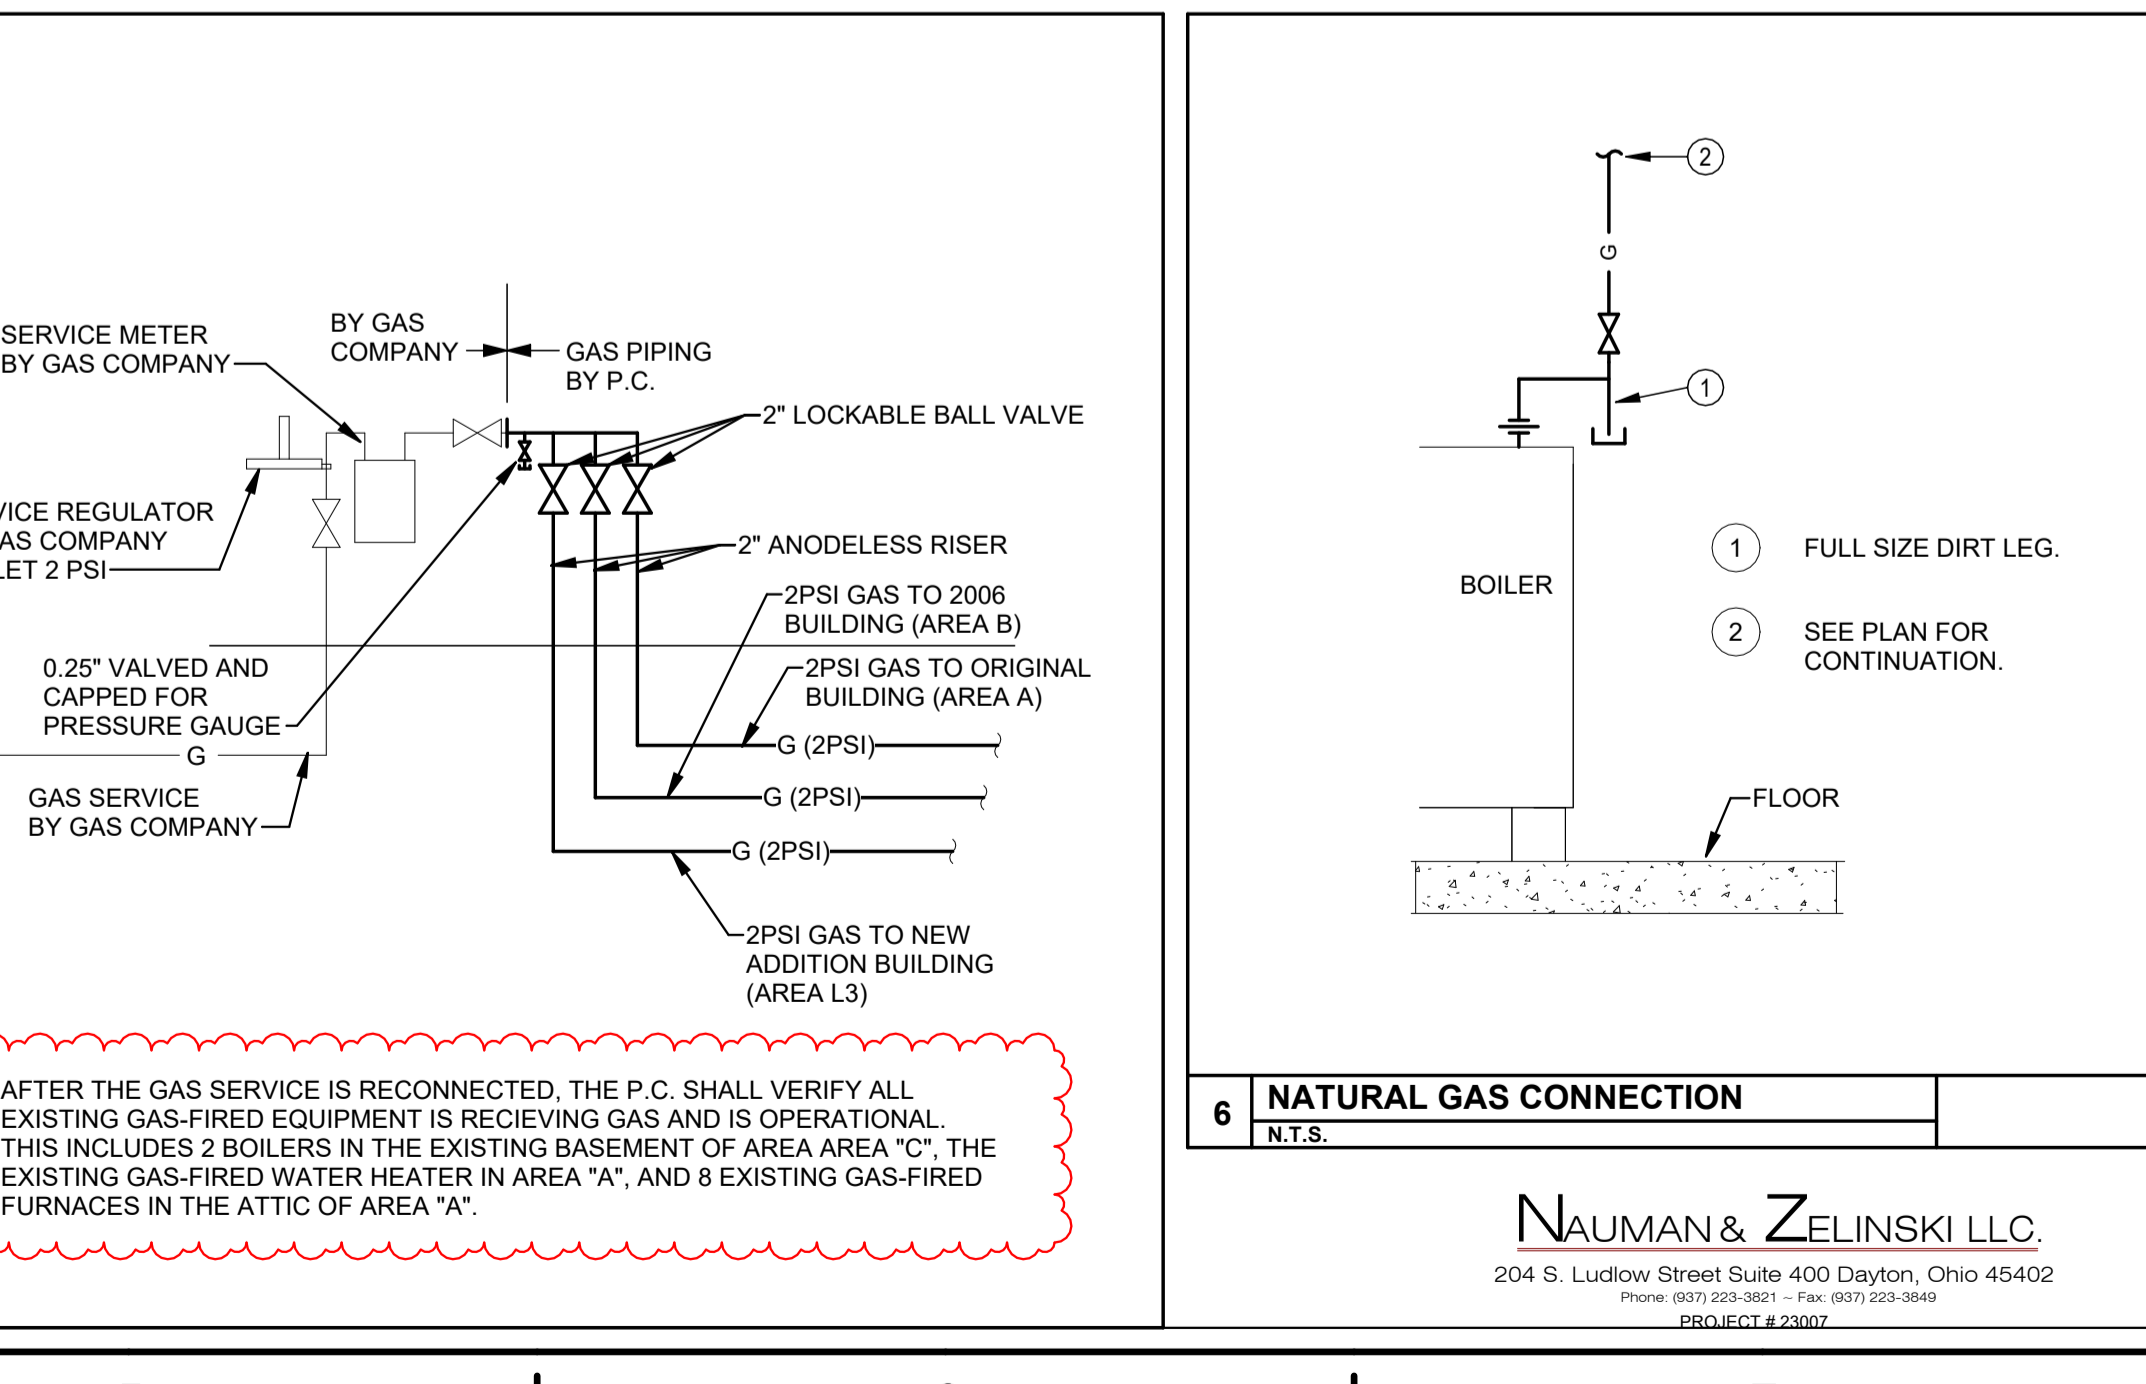 SERVICE METER
BY GAS COMPANY
BY GAS
COMPANY
GAS PIPING
BY P.C.
2" LOCKABLE BALL VALVE
VICE REGULATOR
AS COMPANY
LET 2 PSI
2" ANODELESS RISER
2PSI GAS TO 2006
BUILDING (AREA B)
2PSI GAS TO ORIGINAL
BUILDING (AREA A)
0.25" VALVED AND
CAPPED FOR
PRESSURE GAUGE
G
G (2PSI)
G (2PSI)
G (2PSI)
GAS SERVICE
BY GAS COMPANY
2PSI GAS TO NEW
ADDITION BUILDING
(AREA L3)
AFTER THE GAS SERVICE IS RECONNECTED, THE P.C. SHALL VERIFY ALL
EXISTING GAS-FIRED EQUIPMENT IS RECIEVING GAS AND IS OPERATIONAL.
THIS INCLUDES 2 BOILERS IN THE EXISTING BASEMENT OF AREA AREA "C", THE
EXISTING GAS-FIRED WATER HEATER IN AREA "A", AND 8 EXISTING GAS-FIRED
FURNACES IN THE ATTIC OF AREA "A".
2
G
1
BOILER
1 FULL SIZE DIRT LEG.
2 SEE PLAN FOR
CONTINUATION.
FLOOR
6 NATURAL GAS CONNECTION
N.T.S.
NAUMAN & ZELINSKI LLC.
204 S. Ludlow Street Suite 400 Dayton, Ohio 45402
Phone: (937) 223-3821 ~ Fax: (937) 223-3849
PROJECT # 23007